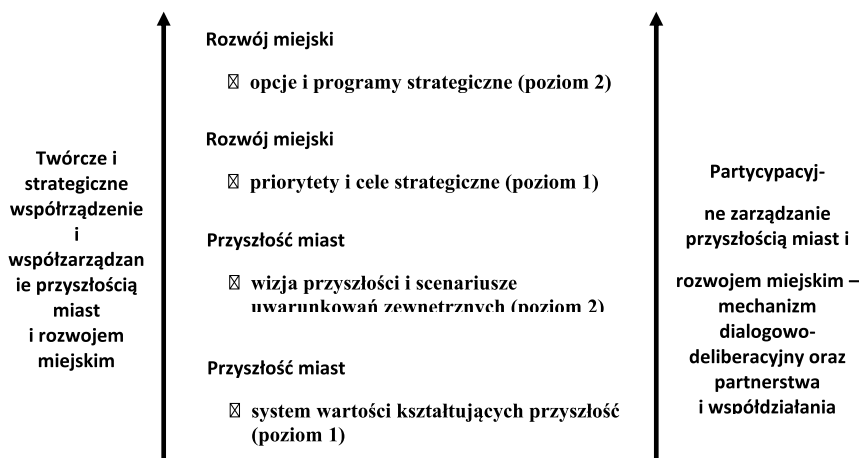 Twórcze i
strategiczne
współrządzenie
i
współzarządzan
ie przyszłością
miast
i rozwojem
miejskim
Rozwój miejski
opcje i programy strategiczne (poziom 2)
Rozwój miejski
priorytety i cele strategiczne (poziom 1)
Przyszłość miast
wizja przyszłości i scenariusze
uwarunkowań zewnętrznych (poziom 2)
Przyszłość miast
system wartości kształtujących przyszłość
(poziom 1)
Partycypacyj-
ne zarządzanie
przyszłością miast i
rozwojem miejskim –
mechanizm
dialogowo-
deliberacyjny oraz
partnerstwa
i współdziałania